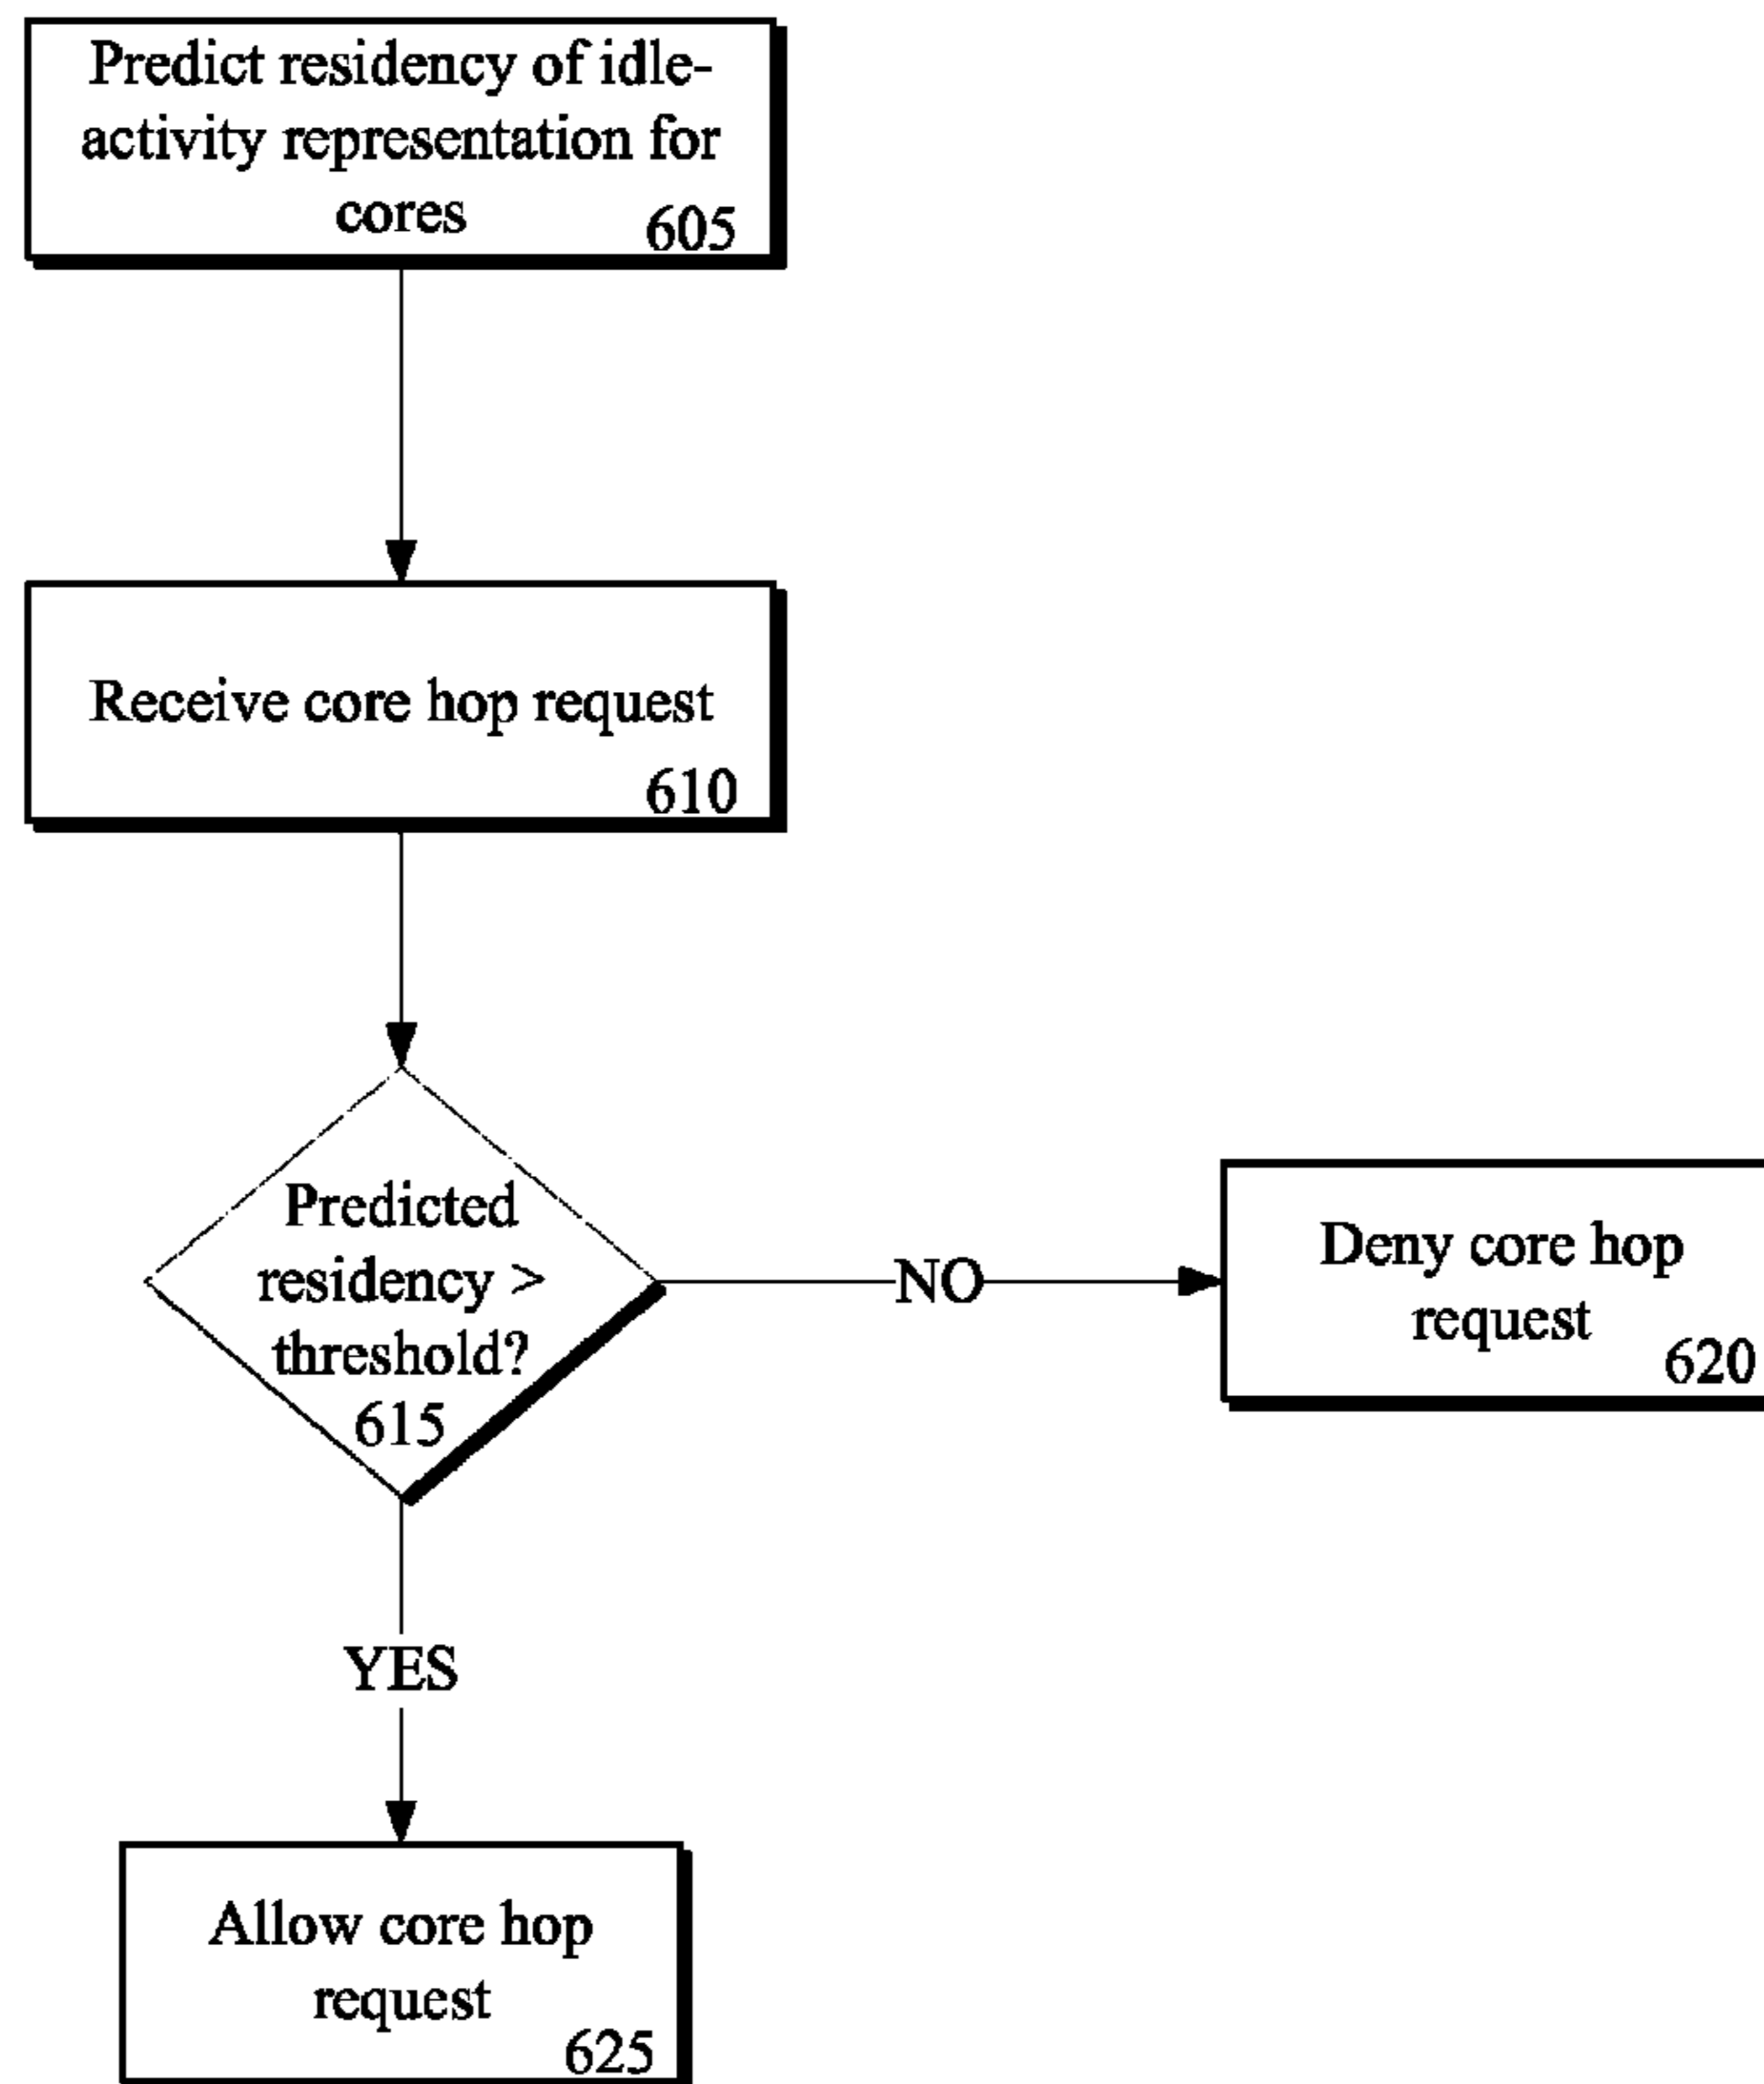 Predict residency of idle-
activity representation for
cores
605
Receive core hop request
610
Predicted
residency >
threshold?
615
NO
Deny core hop
request
620
YES
Allow core hop
request
625